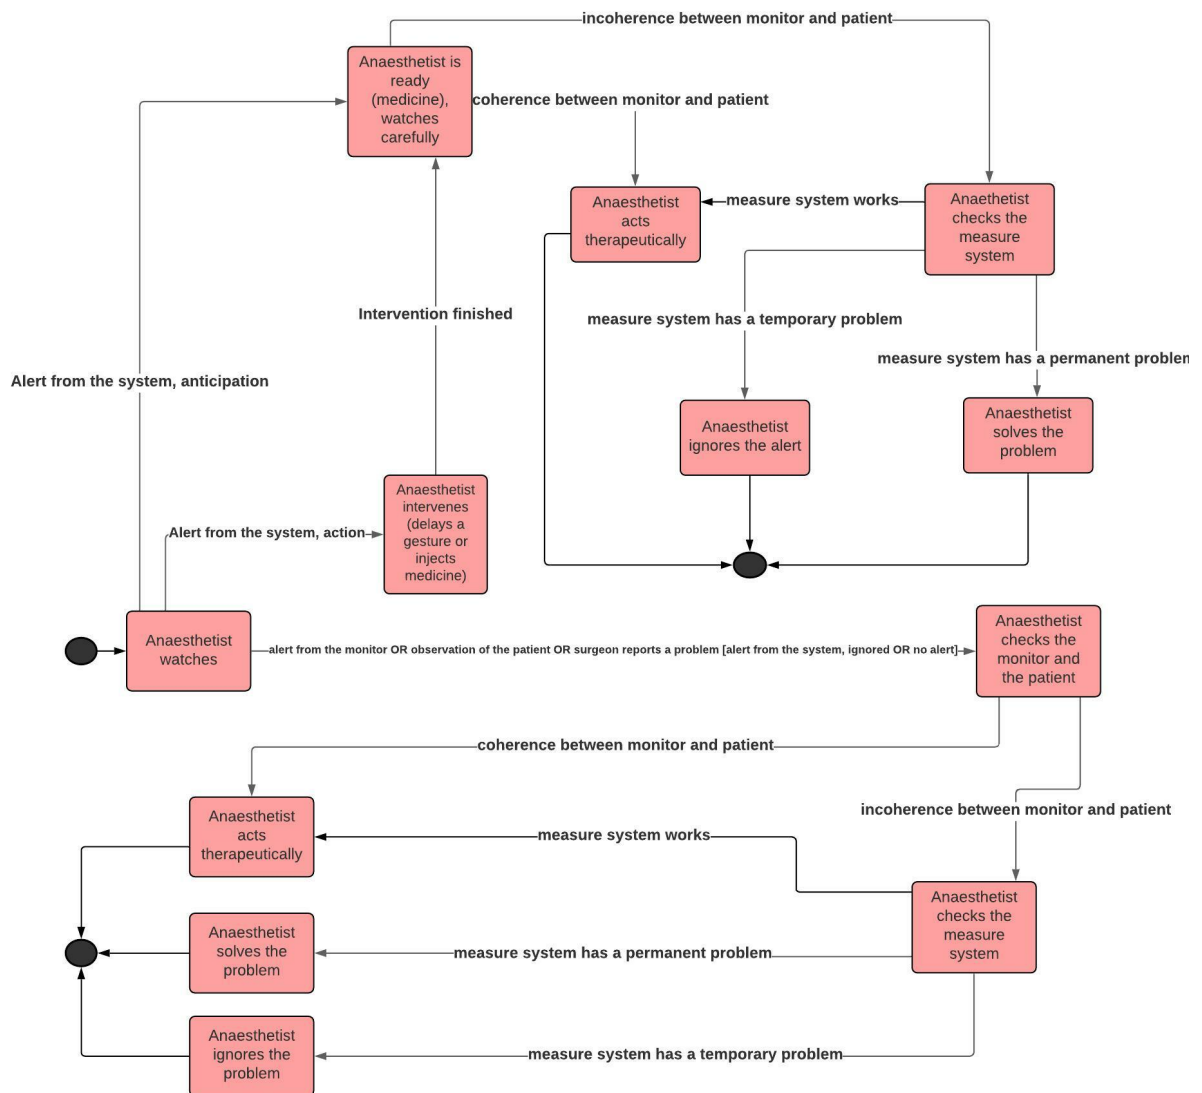 incoherence between monitor and patient
Anaesthetist is
ready
(medicine),
watches
carefully
coherence between monitor and patient
Anaesthetist
acts
therapeutically
measure system works
Anaethetist
checks the
measure
system
Intervention finished
measure system has a temporary problem
measure system has a permanent problem
Alert from the system, anticipation
Anaesthetist
ignores the alert
Anaesthetist
solves the
problem
Anaesthetist
intervenes
(delays a
gesture or
injects
medicine)
Alert from the system, action
Anaesthetist
watches
alert from the monitor OR observation of the patient OR surgeon reports a problem [alert from the system, ignored OR no alert]
Anaesthetist
checks the
monitor and
the patient
coherence between monitor and patient
incoherence between monitor and patient
Anaesthetist
acts
therapeutically
measure system works
Anaesthetist
checks the
measure
system
Anaesthetist
solves the
problem
measure system has a permanent problem
Anaesthetist
ignores the
problem
measure system has a temporary problem